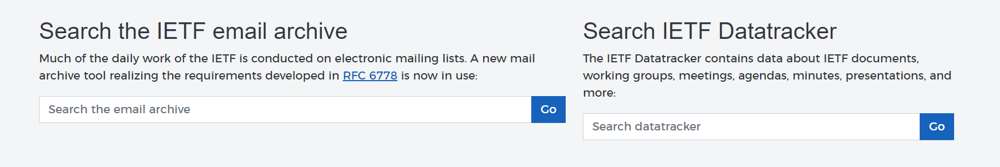 Search the IETF email archive
Much of the daily work of the IETF is conducted on electronic mailing lists. A new mail
archive tool realizing the requirements developed in RFC 6778 is now in use:
Search the email archive
Go
Search IETF Datatracker
The IETF Datatracker contains data about IETF documents,
working groups, meetings, agendas, minutes, presentations, and
more:
Search datatracker
Go